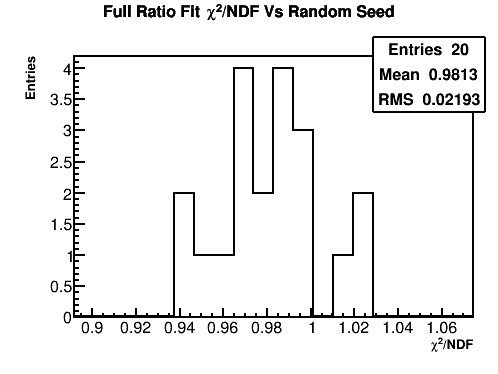 Full Ratio Fit χ²/NDF Vs Random Seed
Entries 20
Mean 0.9813
RMS 0.02193
Entries
4
3.5
3
2.5
2
1.5
1
0.5
0
0.9 0.92 0.94 0.96 0.98 1 1.02 1.04 1.06
χ²/NDF